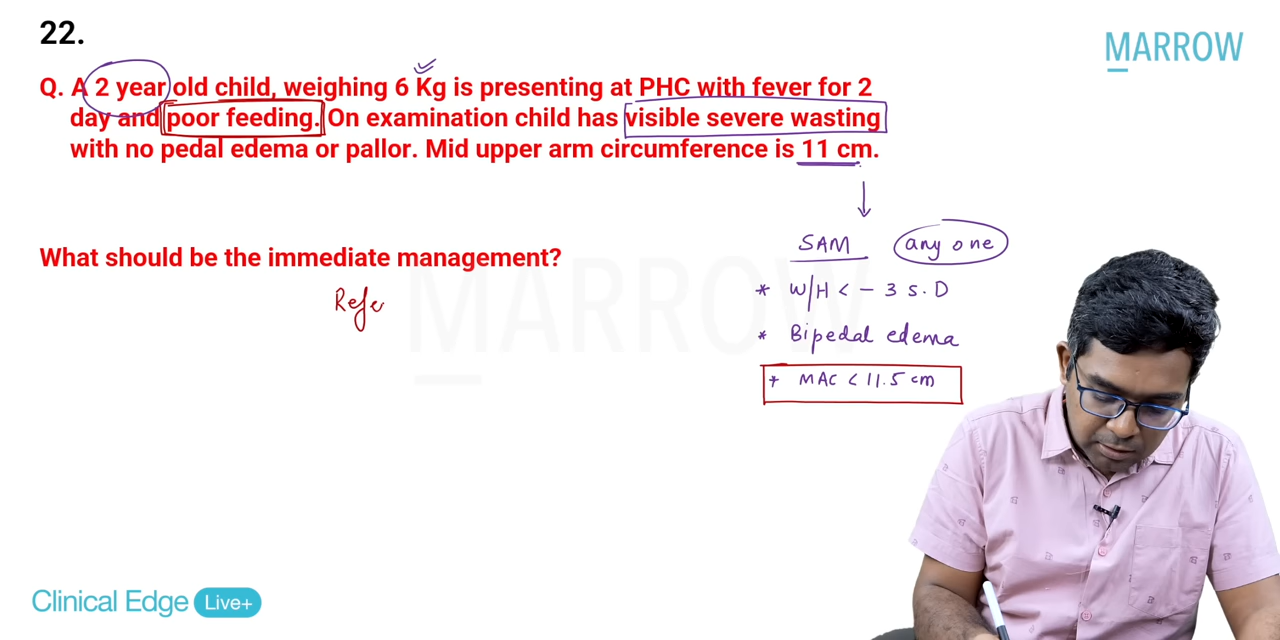 22.
MARROW
Q. A 2 year old child, weighing 6 Kg is presenting at PHC with fever for 2
day and poor feeding. On examination child has visible severe wasting
with no pedal edema or pallor. Mid upper arm circumference is 11 cm.
SAM any one
What should be the immediate management?
* W/H < - 3 S.D
Refe
MARROW
* Bipedal edema
* MAC < 11.5 cm
Clinical Edge Live+